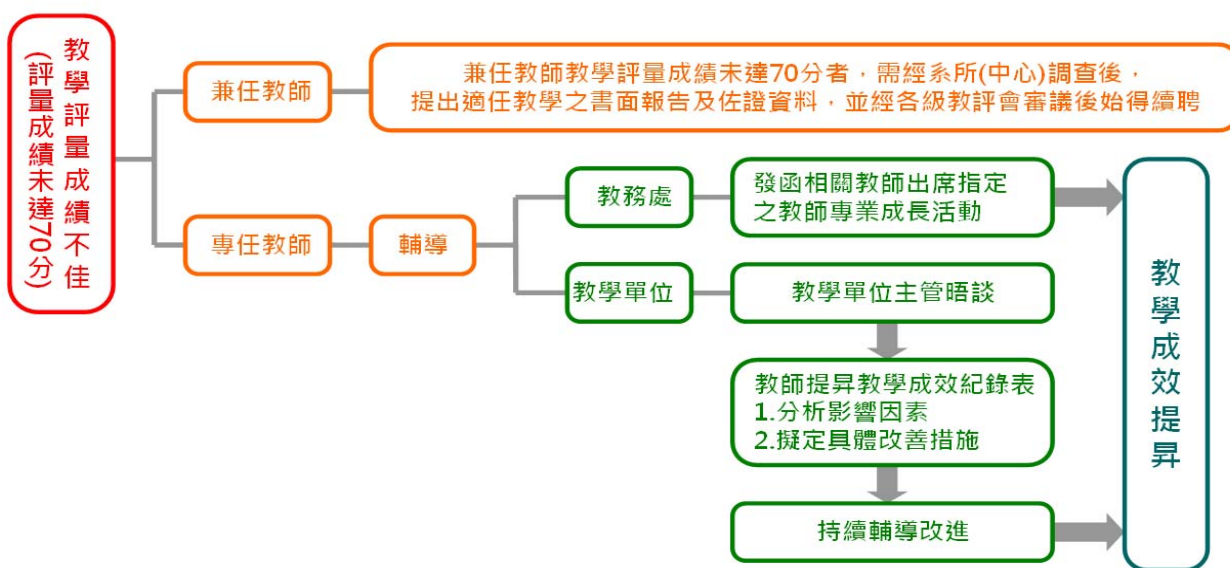 教學評量成績不佳
(評量成績未達70分)
兼任教師
兼任教師教學評量成績未達70分者，需經系所(中心)調查後，
提出適任教學之書面報告及佐證資料，並經各級教評會審議後始得續聘
專任教師
輔導
教務處
發函相關教師出席指定
之教師專業成長活動
教學單位
教學單位主管晤談
教師提昇教學成效紀錄表
1.分析影響因素
2.擬定具體改善措施
持續輔導改進
教學成效提昇